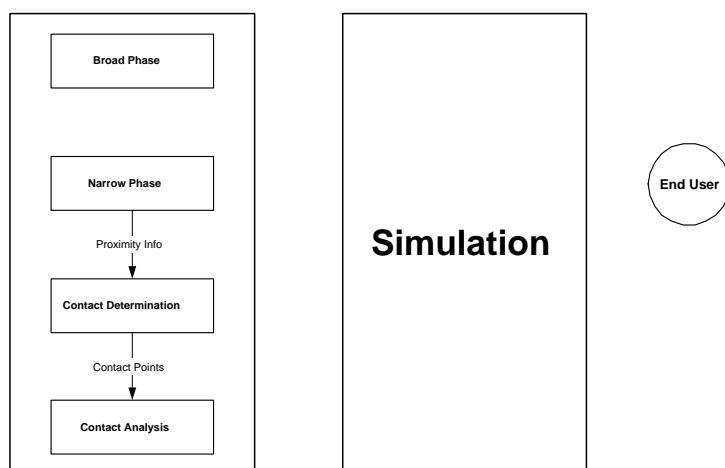 Broad Phase
Narrow Phase
Proximity Info
Contact Determination
Contact Points
Contact Analysis
Simulation
End User